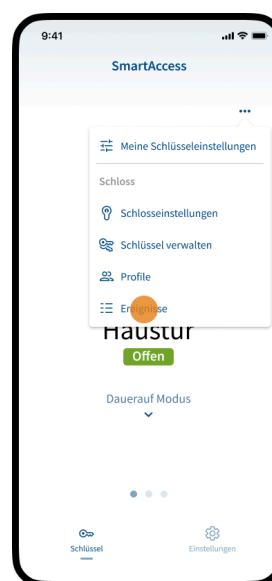 9:41
SmartAccess
Meine Schlüsseleinstellungen
Schloss
Schlosseinstellungen
Schlüssel verwalten
Profile
Ereignisse
Haustür
Offen
Dauerauf Modus
Schlüssel
Einstellungen